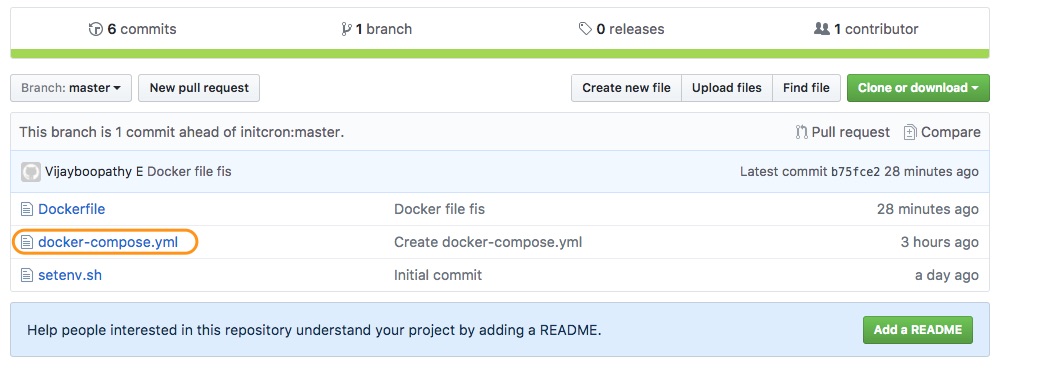 6 commits 1 branch 0 releases 1 contributor
Branch: master New pull request Create new file Upload files Find file Clone or download
This branch is 1 commit ahead of initcron:master. Pull request Compare
Vijayboopathy E Docker file fis Latest commit b75fce2 28 minutes ago
Dockerfile Docker file fis 28 minutes ago
docker-compose.yml Create docker-compose.yml 3 hours ago
setenv.sh Initial commit a day ago
Help people interested in this repository understand your project by adding a README. Add a README